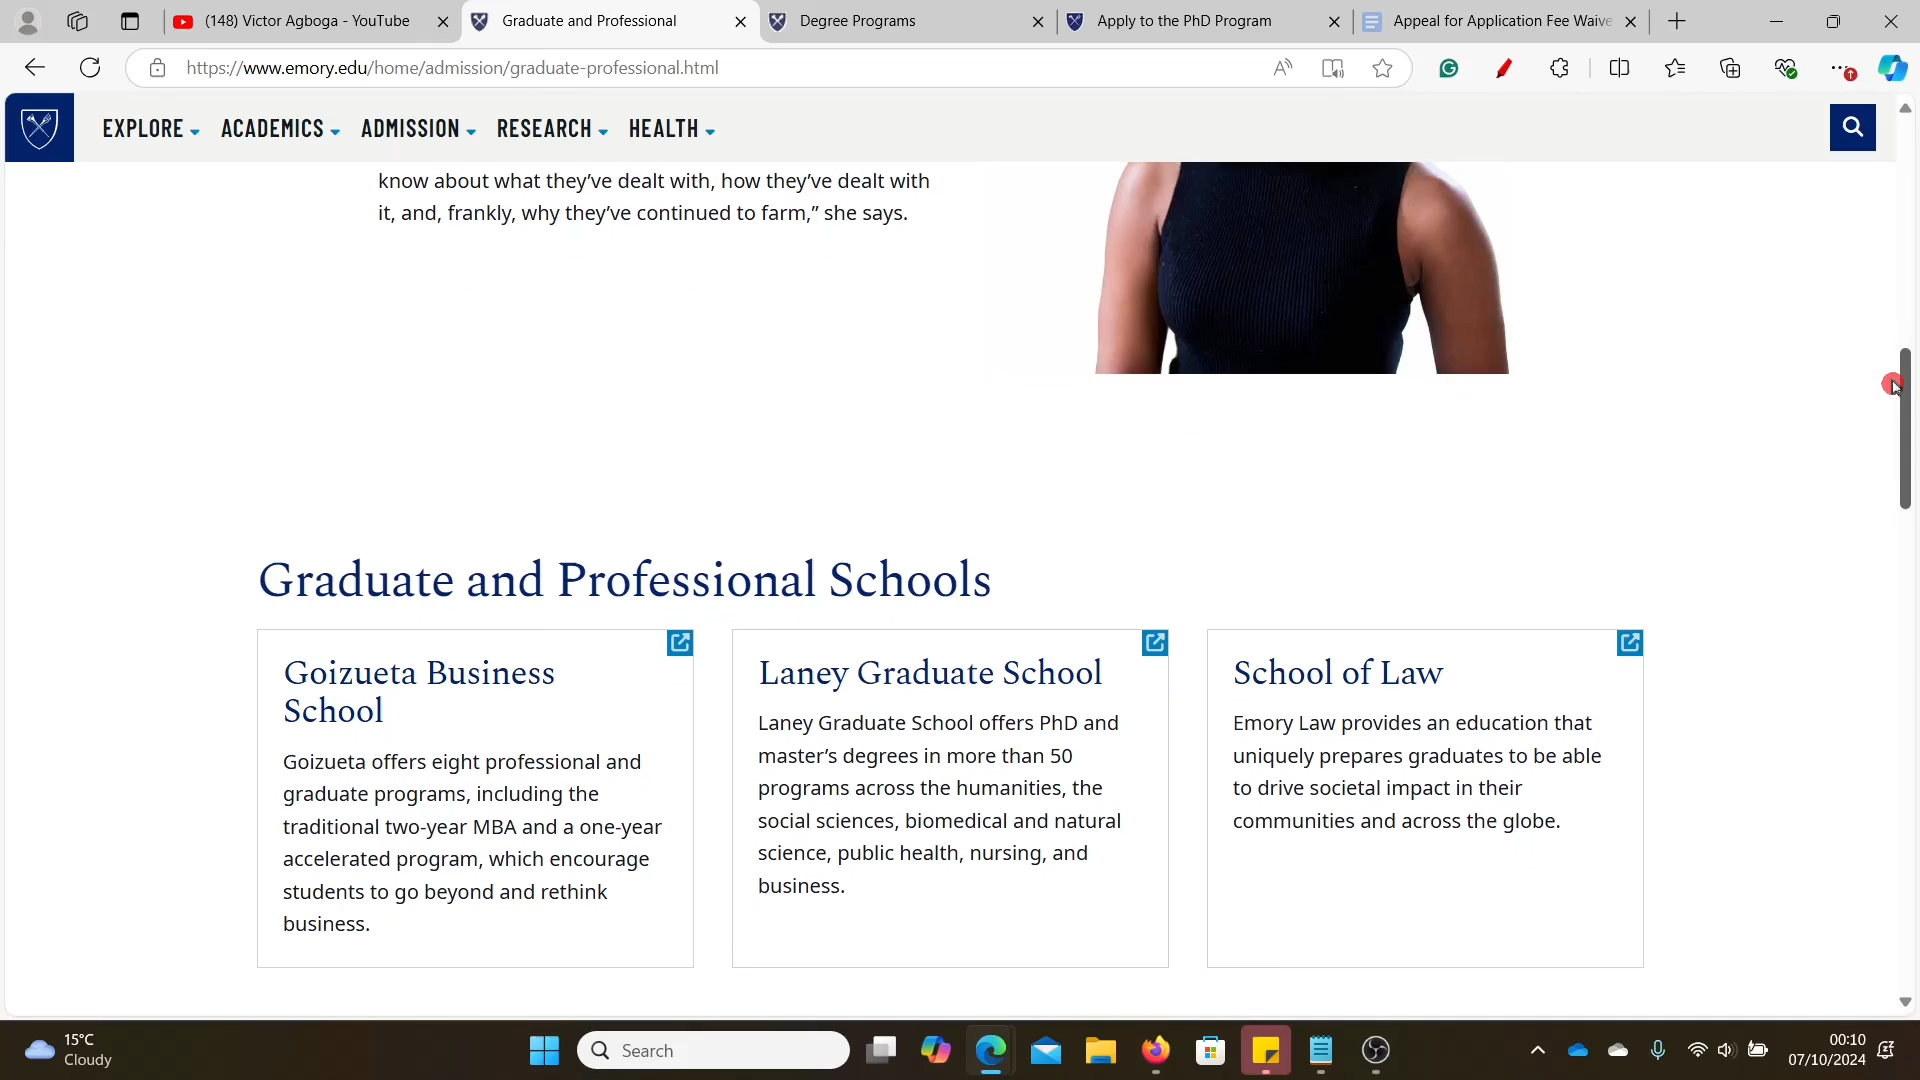 (148) Victor Agboga - YouTube
Graduate and Professional
Degree Programs
Apply to the PhD Program
Appeal for Application Fee Waive
https://www.emory.edu/home/admission/graduate-professional.html
EXPLORE
ACADEMICS
ADMISSION
RESEARCH
HEALTH
know about what they’ve dealt with, how they’ve dealt with
it, and, frankly, why they’ve continued to farm,” she says.
Graduate and Professional Schools
Goizueta Business
School
Goizueta offers eight professional and
graduate programs, including the
traditional two-year MBA and a one-year
accelerated program, which encourage
students to go beyond and rethink
business.
Laney Graduate School
Laney Graduate School offers PhD and
master’s degrees in more than 50
programs across the humanities, the
social sciences, biomedical and natural
science, public health, nursing, and
business.
School of Law
Emory Law provides an education that
uniquely prepares graduates to be able
to drive societal impact in their
communities and across the globe.
15°C
Cloudy
Search
00:10
07/10/2024